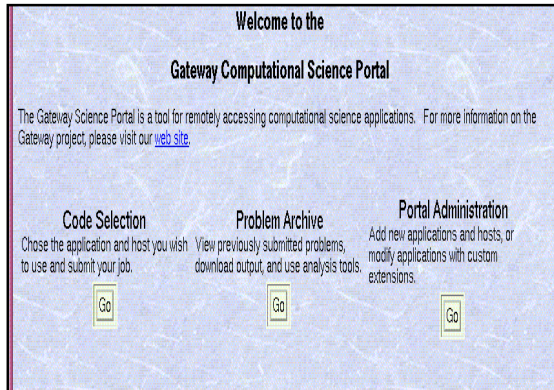 Welcome to the
Gateway Computational Science Portal
The Gateway Science Portal is a tool for remotely accessing computational science applications. For more information on the
Gateway project, please visit our web site.
Code Selection
Chose the application and host you wish
to use and submit your job.
Go
Problem Archive
View previously submitted problems,
download output, and use analysis tools.
Go
Portal Administration
Add new applications and hosts, or
modify applications with custom
extensions.
Go